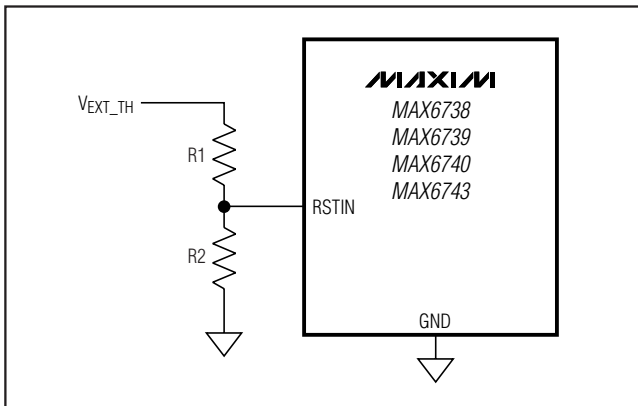 MAXIM
MAX6738
MAX6739
MAX6740
MAX6743
VEXT_TH
R1
RSTIN
R2
GND